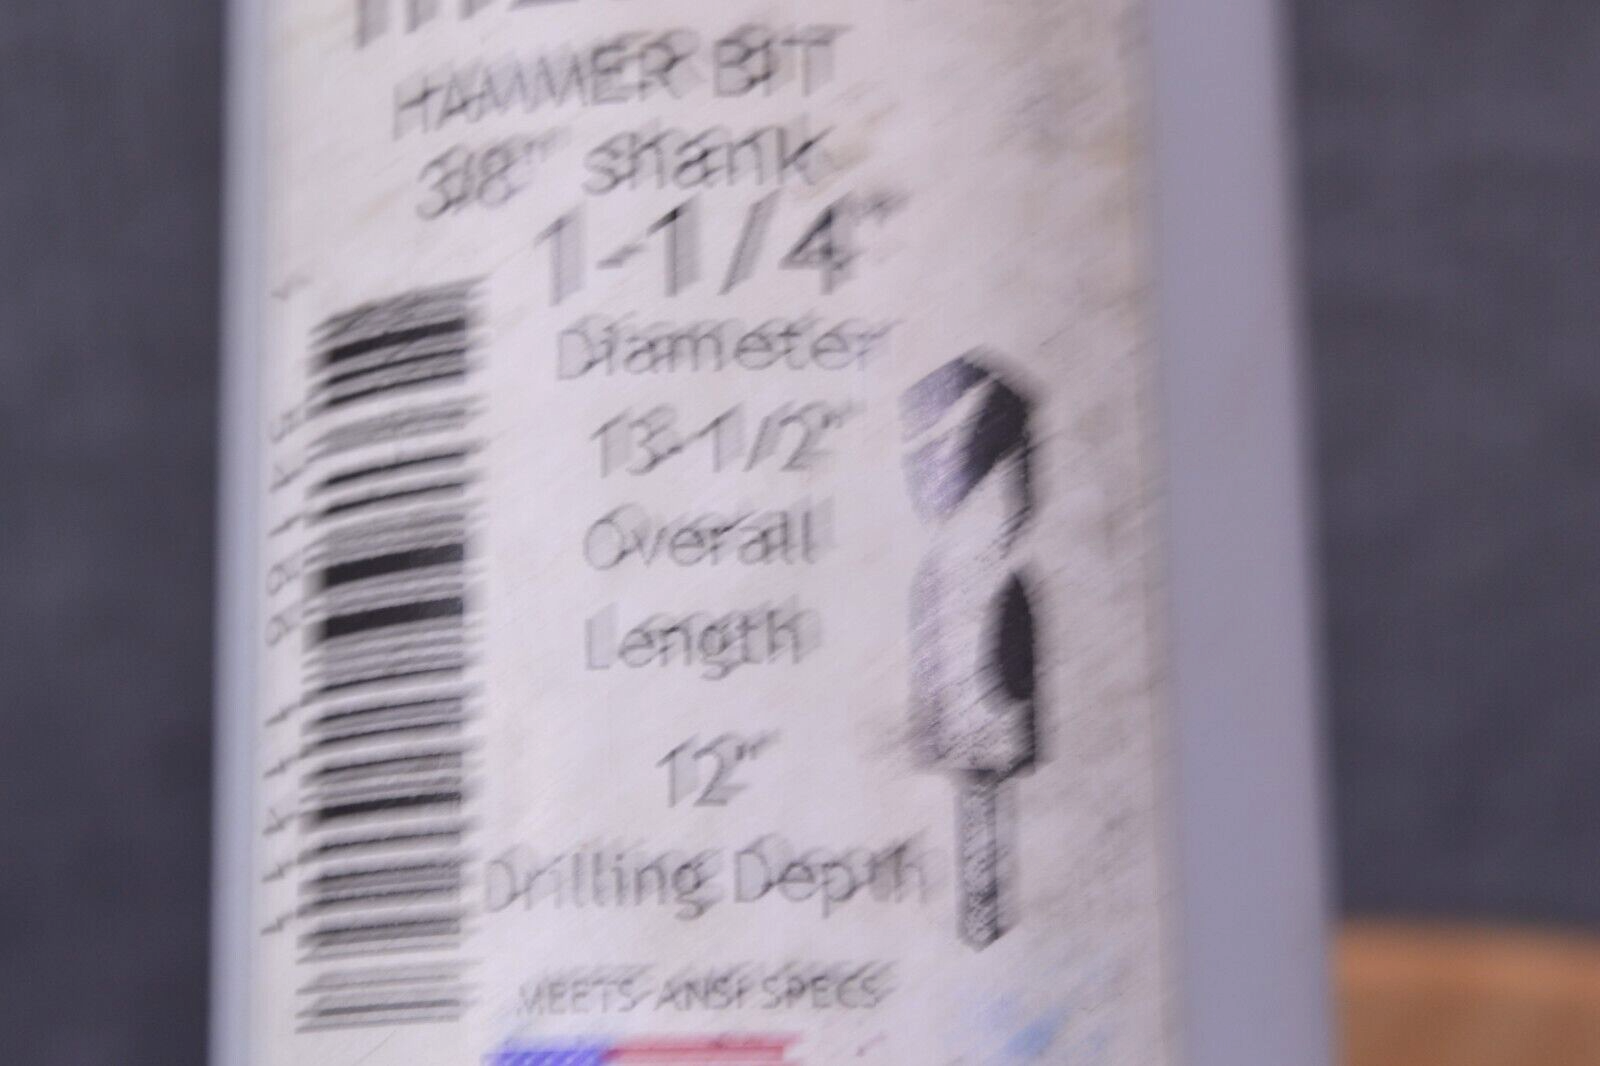 HAMMER BIT
3/8" shank
1-1/4"
Diameter
13-1/2"
Overall
Length
12"
Drilling Depth
MEETS ANSI SPECS